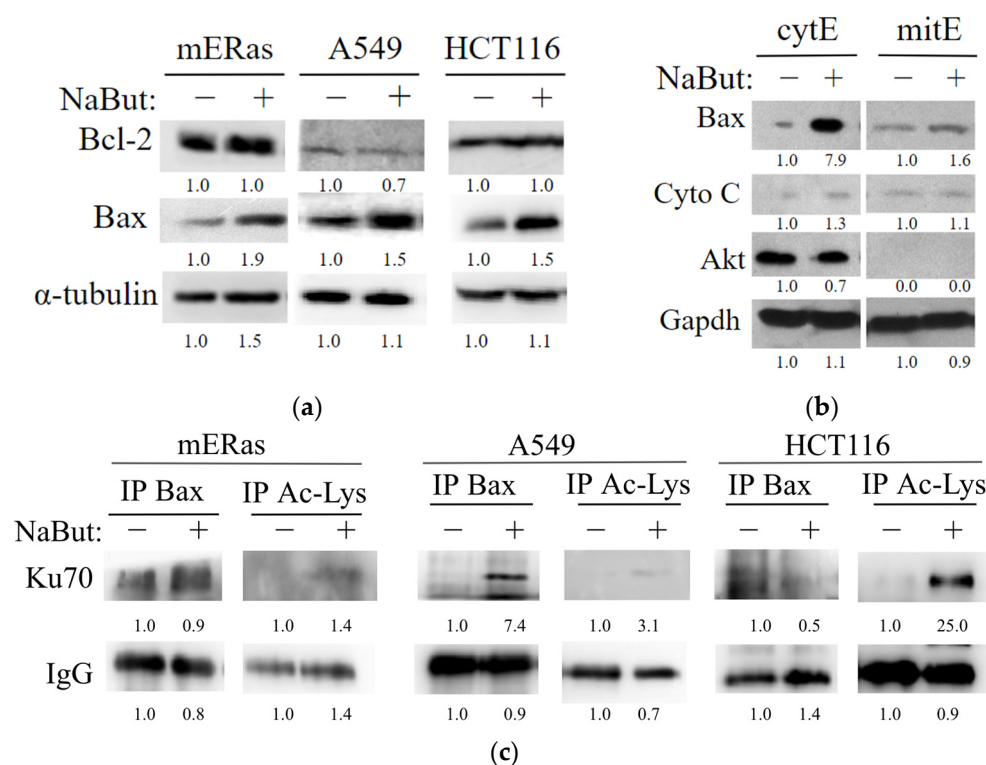 mERas A549 HCT116
NaBut: − + − + − +
Bcl-2
1.0 1.0 1.0 0.7 1.0 1.0
Bax
1.0 1.9 1.0 1.5 1.0 1.5
α-tubulin
1.0 1.5 1.0 1.1 1.0 1.1
(a)
cytE mitE
NaBut: − + − +
Bax
1.0 7.9 1.0 1.6
Cyto C
1.0 1.3 1.0 1.1
Akt
1.0 0.7 0.0 0.0
Gapdh
1.0 1.1 1.0 0.9
(b)
mERas A549 HCT116
IP Bax IP Ac-Lys IP Bax IP Ac-Lys IP Bax IP Ac-Lys
NaBut: − + − + − + − + − + − +
Ku70
1.0 0.9 1.0 1.4 1.0 7.4 1.0 3.1 1.0 0.5 1.0 25.0
IgG
1.0 0.8 1.0 1.4 1.0 0.9 1.0 0.7 1.0 1.4 1.0 0.9
(c)